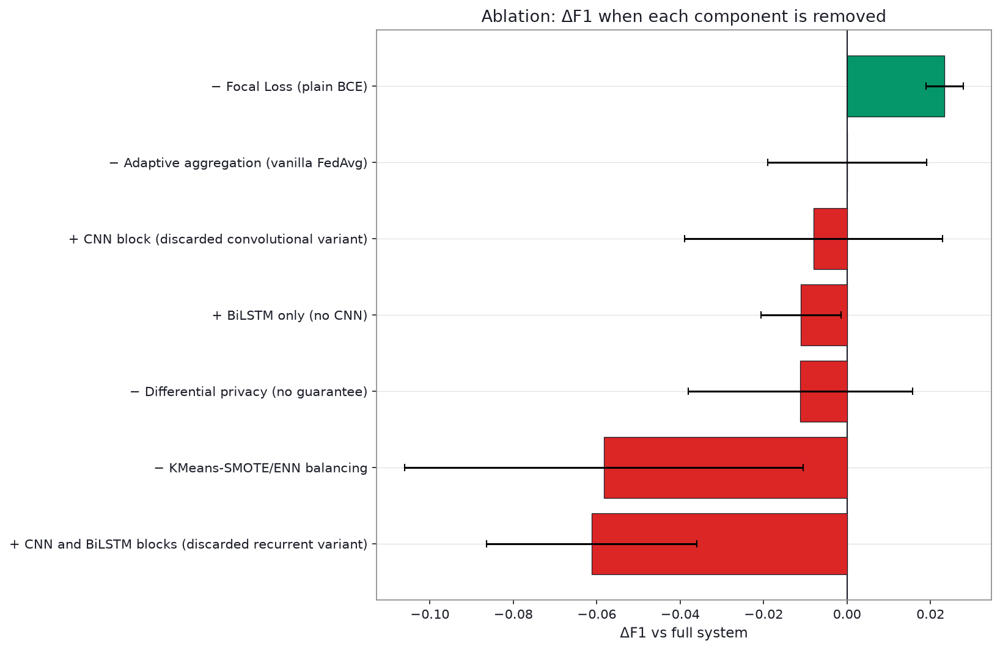 Ablation: ΔF1 when each component is removed
− Focal Loss (plain BCE)
− Adaptive aggregation (vanilla FedAvg)
+ CNN block (discarded convolutional variant)
+ BiLSTM only (no CNN)
− Differential privacy (no guarantee)
− KMeans-SMOTE/ENN balancing
+ CNN and BiLSTM blocks (discarded recurrent variant)
−0.10 −0.08 −0.06 −0.04 −0.02 0.00 0.02
ΔF1 vs full system